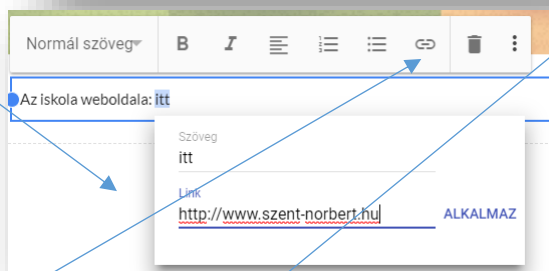 Normál szöveg B I
Az iskola weboldala: itt
Szöveg
itt
Link
http://www.szent-norbert.hu ALKALMAZ